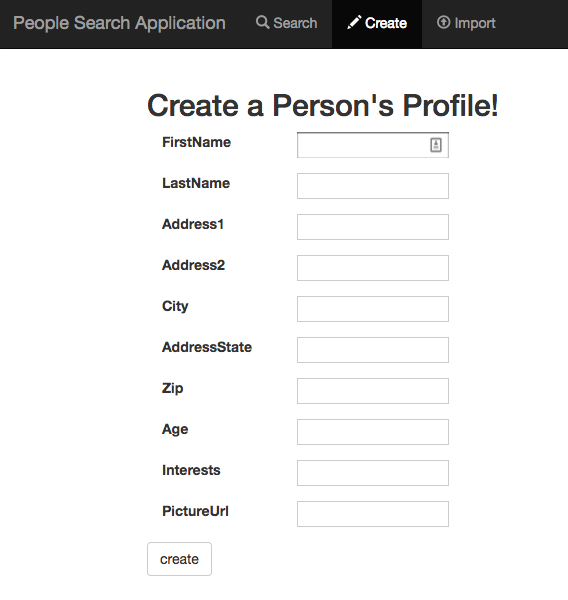 People Search Application Search Create Import
Create a Person's Profile!
FirstName
LastName
Address1
Address2
City
AddressState
Zip
Age
Interests
PictureUrl
create